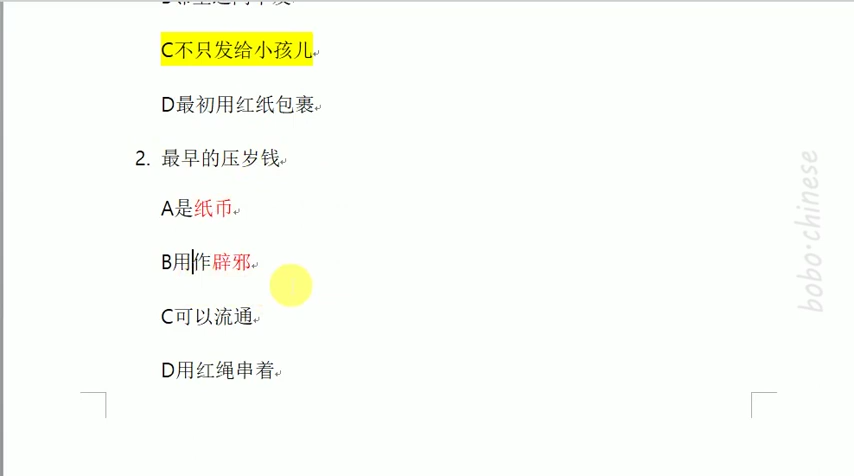 C不只发给小孩儿
D最初用红纸包裹
2. 最早的压岁钱
A是纸币
B用作辟邪
C可以流通
D用红绳串着
bobo·chinese